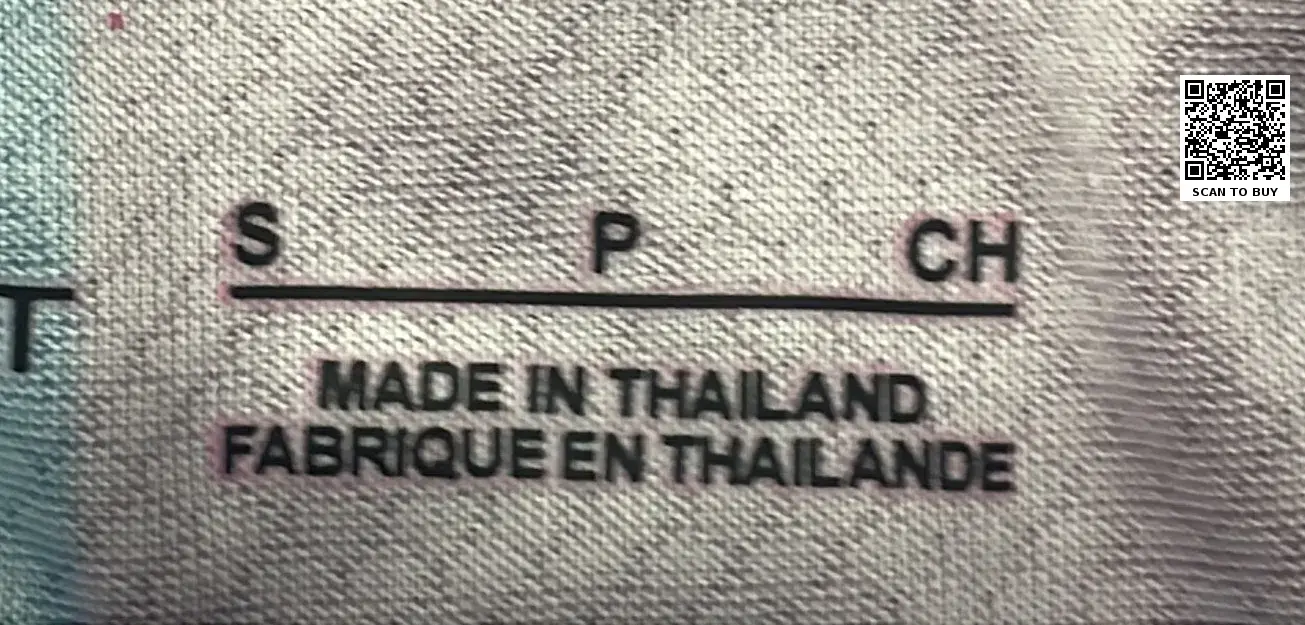 SCAN TO BUY
S P CH
T
MADE IN THAILAND
FABRIQUE EN THAILANDE